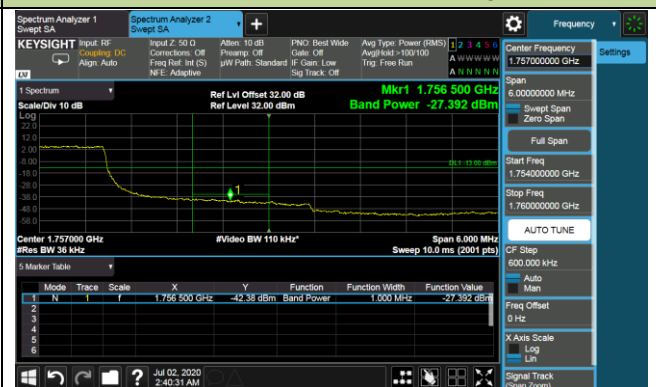 Spectrum Analyzer 1
Swept SA
Spectrum Analyzer 2
Swept SA
+
Frequency
KEYSIGHT
Input: RF
Coupling: DC
Align: Auto
Input Z: 50 Ω
Corrections: Off
Freq Ref: Int (S)
NFE: Adaptive
Atten: 10 dB
Preamp: Off
µW Path: Standard
PNO: Best Wide
Gate: Off
IF Gain: Low
Sig Track: Off
Avg Type: Power (RMS)
Avg|Hold:>100/100
Trig: Free Run
1 2 3 4 5 6
A W W W W W
A N N N N N
LXI
1 Spectrum
Scale/Div 10 dB
Ref Lvl Offset 32.00 dB
Ref Level 32.00 dBm
Mkr1 1.756 500 GHz
Band Power -27.392 dBm
Log
22.0
12.0
2.00
-8.00
-18.0
-28.0
-38.0
-48.0
-58.0
DL1 -13.00 dBm
1
Center 1.757000 GHz
#Res BW 36 kHz
#Video BW 110 kHz*
Span 6.000 MHz
Sweep 10.0 ms (2001 pts)
5 Marker Table
Mode Trace Scale X Y Function Function Width Function Value
1 N 1 f 1.756 500 GHz -42.38 dBm Band Power 1.000 MHz -27.392 dBm
2
3
4
5
6
Jul 02, 2020
2:40:31 AM
Center Frequency
1.757000000 GHz
Settings
Span
6.00000000 MHz
Swept Span
Zero Span
Full Span
Start Freq
1.754000000 GHz
Stop Freq
1.760000000 GHz
AUTO TUNE
CF Step
600.000 kHz
Auto
Man
Freq Offset
0 Hz
X Axis Scale
Log
Lin
Signal Track
(Span Zoom)